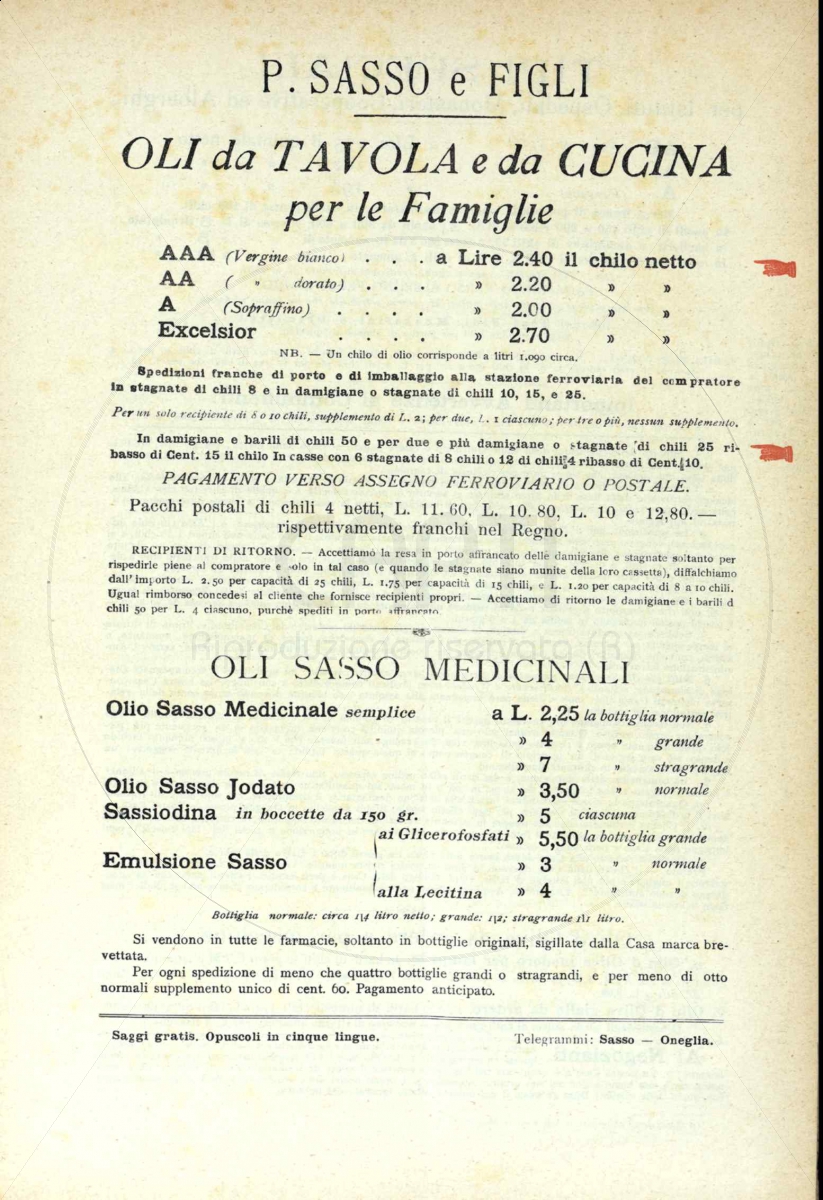 P. SASSO e FIGLI
OLI da TAVOLA e da CUCINA
per le Famiglie
AAA (Vergine bianco) . . . a Lire 2.40 il chilo netto
AA ( " dorato) . . . » 2.20 » »
A (Sopraffino) . . . . » 2.00 » »
Excelsior . . . . » 2.70 » »
NB. — Un chilo di olio corrisponde a litri 1.090 circa.
Spedizioni franche di porto e di imballaggio alla stazione ferroviaria del compratore
in stagnate di chili 8 e in damigiane o stagnate di chili 10, 15, e 25.
Per un solo recipiente di 8 o 10 chili, supplemento di L. 2; per due, L. 1 ciascuno; per tre o più, nessun supplemento.
In damigiane e barili di chili 50 e per due e più damigiane o stagnate di chili 25 ri-
basso di Cent. 15 il chilo In casse con 6 stagnate di 8 chili o 12 di chili 4 ribasso di Cent. 10.
PAGAMENTO VERSO ASSEGNO FERROVIARIO O POSTALE.
Pacchi postali di chili 4 netti, L. 11.60, L. 10.80, L. 10 e 12,80. —
rispettivamente franchi nel Regno.
RECIPIENTI DI RITORNO. — Accettiamo la resa in porto affrancato delle damigiane e stagnate soltanto per
rispedirle piene al compratore e solo in tal caso (e quando le stagnate siano munite della loro cassetta), diffalchiamo
dall'importo L. 2.50 per capacità di 25 chili, L. 1.75 per capacità di 15 chili, e L. 1.20 per capacità di 8 a 10 chili.
Ugual rimborso concedesi al cliente che fornisce recipienti propri. — Accettiamo di ritorno le damigiane e i barili d
chili 50 per L. 4 ciascuno, purchè spediti in porto affrancato
Riproduzione riservata (R)
OLI SASSO MEDICINALI
Olio Sasso Medicinale semplice a L. 2,25 la bottiglia normale
» 4 " grande
» 7 " stragrande
Olio Sasso Jodato » 3,50 " normale
Sassiodina in boccette da 150 gr. » 5 ciascuna
ai Glicerofosfati » 5,50 la bottiglia grande
Emulsione Sasso » 3 " normale
alla Lecitina » 4 " "
Bottiglia normale: circa 1\4 litro netto; grande: 1\2; stragrande 1\1 litro.
Si vendono in tutte le farmacie, soltanto in bottiglie originali, sigillate dalla Casa marca bre-
vettata.
Per ogni spedizione di meno che quattro bottiglie grandi o stragrandi, e per meno di otto
normali supplemento unico di cent. 60. Pagamento anticipato.
Saggi gratis. Opuscoli in cinque lingue. Telegrammi: Sasso — Oneglia.